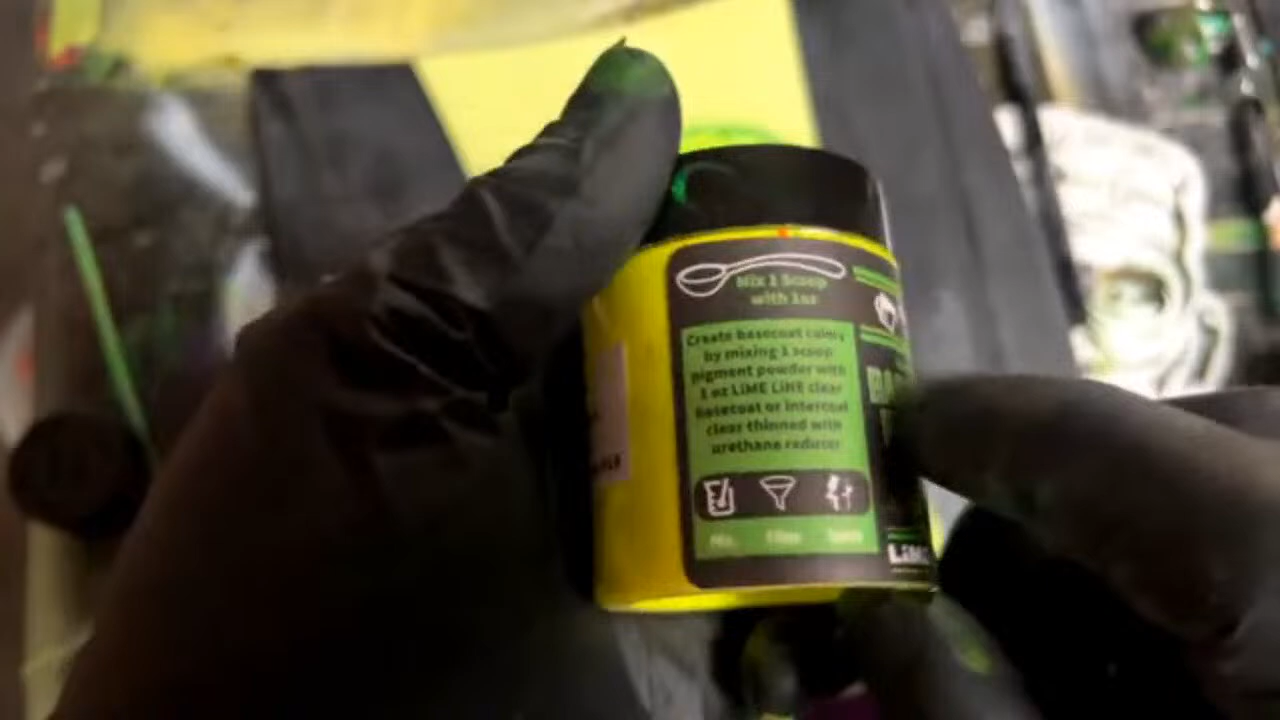 Mix 1 Scoop
with 1oz
Create basecoat colors
by mixing 1 scoop
pigment powder with
1 oz LiME LiNE clear
basecoat or intercoat
clear thinned with
urethane reducer
Mix
Filter
LiME